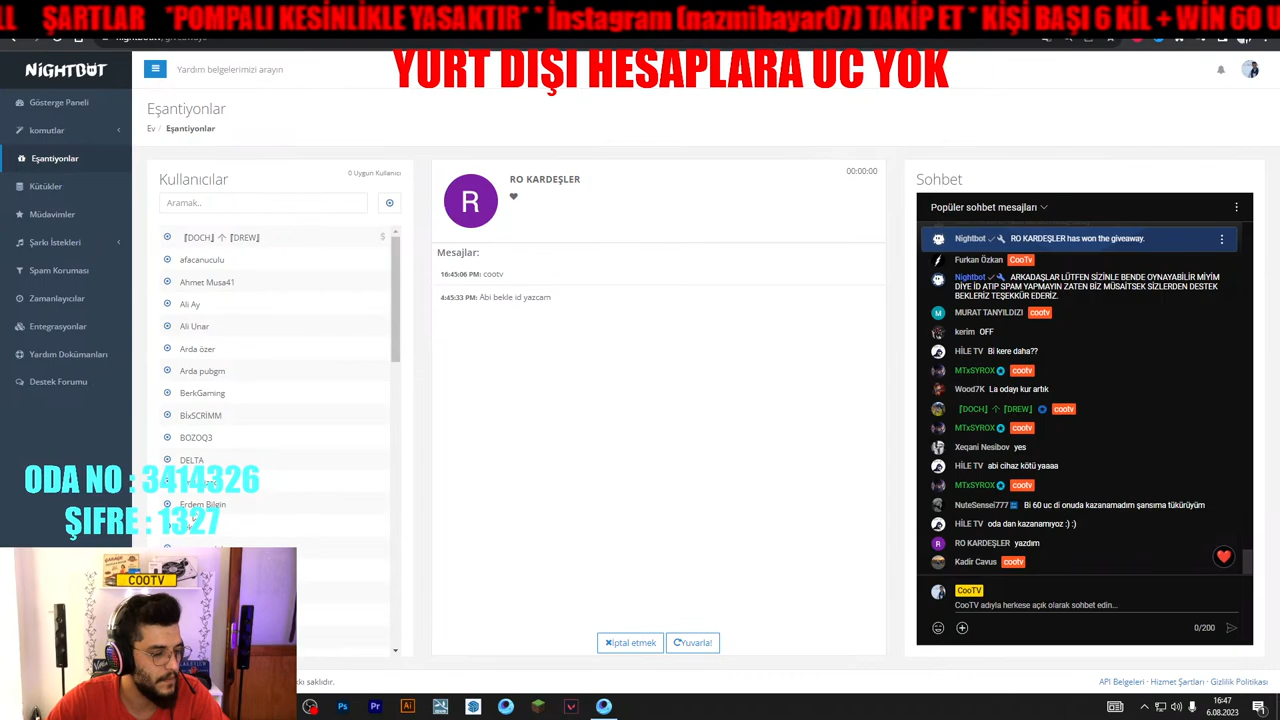 ŞARTLAR *POMPALI KESİNLİKLE YASAKTIR* * İnstagram (nazmibayar0) TAKİP ET * KİŞİ BAŞI 6 KİL + WİN 60
YURT DIŞI HESAPLARA UC YOK
NiGHTBOT
Yardım belgelerimizi arayın
Gösterge Paneli
komutlar
Eşantiyonlar
Kütükler
Müdavimler
Şarkı İstekleri
Spam Koruması
Zamanlayıcılar
Entegrasyonlar
Yardım Dokümanları
Destek Forumu
Eşantiyonlar
Ev / Eşantiyonlar
Kullanıcılar
0 Uygun Kullanıcı
Aramak..
『DOCH』个『DREW』 $
afacanuculu
Ahmet Musa41
Ali Ay
Ali Unar
Arda özer
Arda pubgm
BerkGaming
BİxSCRİMM
BOZOQ3
DELTA
Erdem Bilgin
ODA NO : 3414326
ŞIFRE : 1327
COOTV
R
RO KARDEŞLER
00:00:00
Mesajlar:
16:45:06 PM: cootv
4:45:33 PM: Abi bekle id yazcam
İptal etmek
Yuvarla!
Sohbet
Popüler sohbet mesajları
Nightbot RO KARDEŞLER has won the giveaway.
Furkan Özkan CooTv
Nightbot ARKADAŞLAR LÜTFEN SİZİNLE BENDE OYNAYABİLİR MİYİM
DİYE ID ATIP SPAM YAPMAYIN ZATEN BİZ MÜSAİTSEK SİZLERDEN DESTEK
BEKLERİZ TEŞEKKÜR EDERİZ.
M MURAT TANYILDIZI cootv
kerim OFF
HİLE TV Bi kere daha??
MTxSYROX cootv
Wood7K La odayı kur artık
『DOCH』个『DREW』 cootv
MTxSYROX cootv
Xeqani Nesibov yes
HİLE TV abi cihaz kötü yaaaa
MTxSYROX cootv
NuteSensei777 Bi 60 uc di onuda kazanamadım şansıma tükürüyüm
HİLE TV oda dan kazanamıyoz :) :)
R RO KARDEŞLER yazdım
Kadir Cavus cootv
CooTV
CooTV adıyla herkese açık olarak sohbet edin...
0/200
kkı saklıdır.
API Belgeleri · Hizmet Şartları · Gizlilik Politikası
16:47
6.08.2023